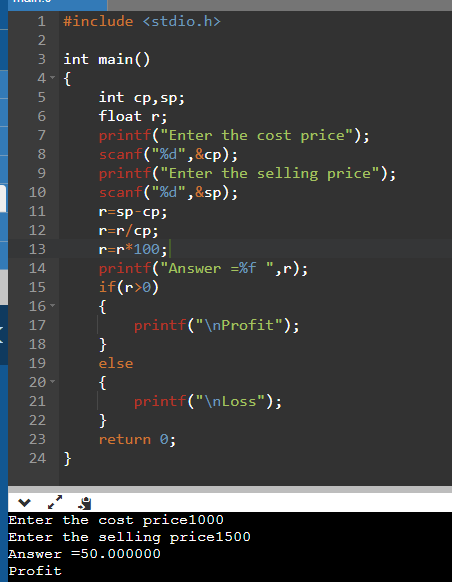 main.c
1 #include <stdio.h>
2
3 int main()
4 {
5     int cp,sp;
6     float r;
7     printf("Enter the cost price");
8     scanf("%d",&cp);
9     printf("Enter the selling price");
10     scanf("%d",&sp);
11     r=sp-cp;
12     r=r/cp;
13     r=r*100;
14     printf("Answer =%f ",r);
15     if(r>0)
16     {
17         printf("\nProfit");
18     }
19     else
20     {
21         printf("\nLoss");
22     }
23     return 0;
24 }
Enter the cost price1000
Enter the selling price1500
Answer =50.000000
Profit